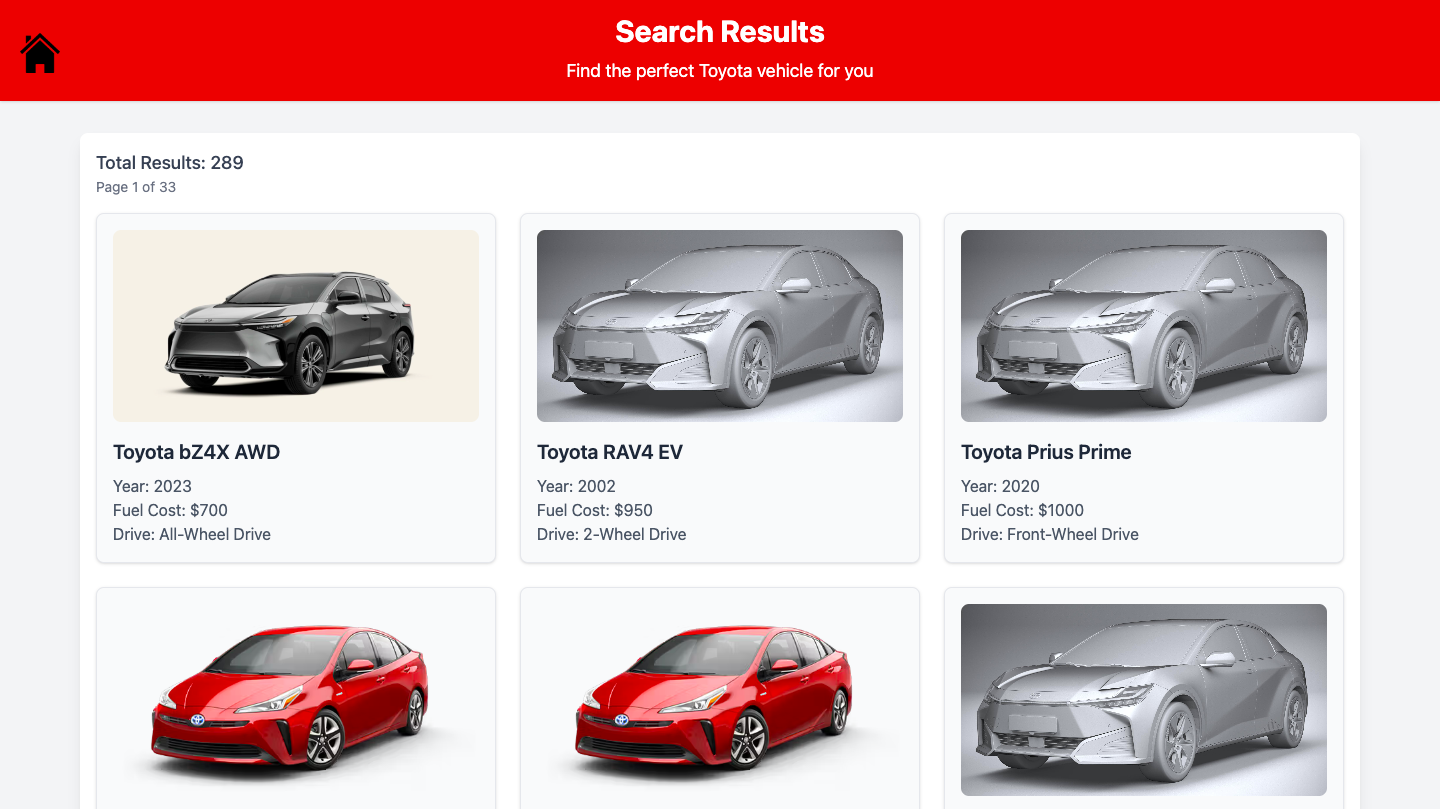 Search Results
Find the perfect Toyota vehicle for you
Total Results: 289
Page 1 of 33
Toyota bZ4X AWD
Year: 2023
Fuel Cost: $700
Drive: All-Wheel Drive
Toyota RAV4 EV
Year: 2002
Fuel Cost: $950
Drive: 2-Wheel Drive
Toyota Prius Prime
Year: 2020
Fuel Cost: $1000
Drive: Front-Wheel Drive